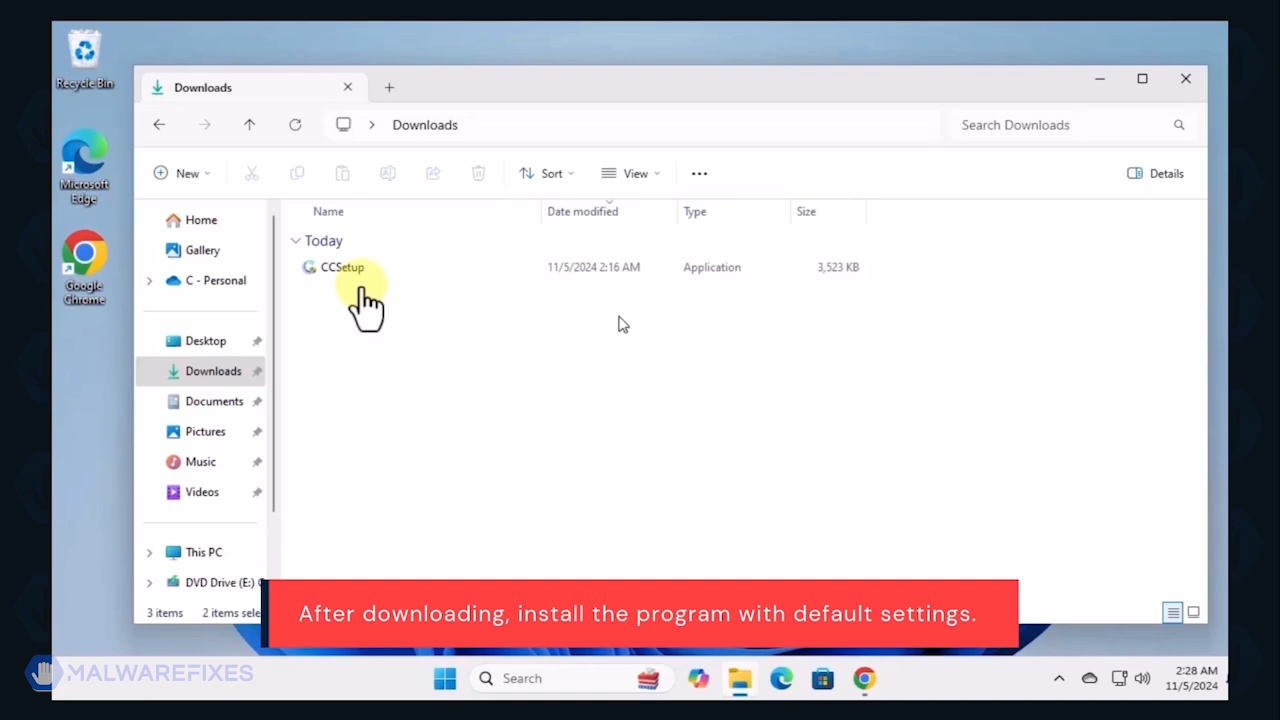 Recycle Bin
Microsoft
Edge
Google
Chrome
Downloads
Downloads
Search Downloads
New
Sort
View
Details
Name
Date modified
Type
Size
Today
CCSetup
11/5/2024 2:16 AM
Application
3,523 KB
Home
Gallery
C - Personal
Desktop
Downloads
Documents
Pictures
Music
Videos
This PC
DVD Drive (E:)
3 items
2 items sele
After downloading, install the program with default settings.
MALWAREFIXES
Search
2:28 AM
11/5/2024